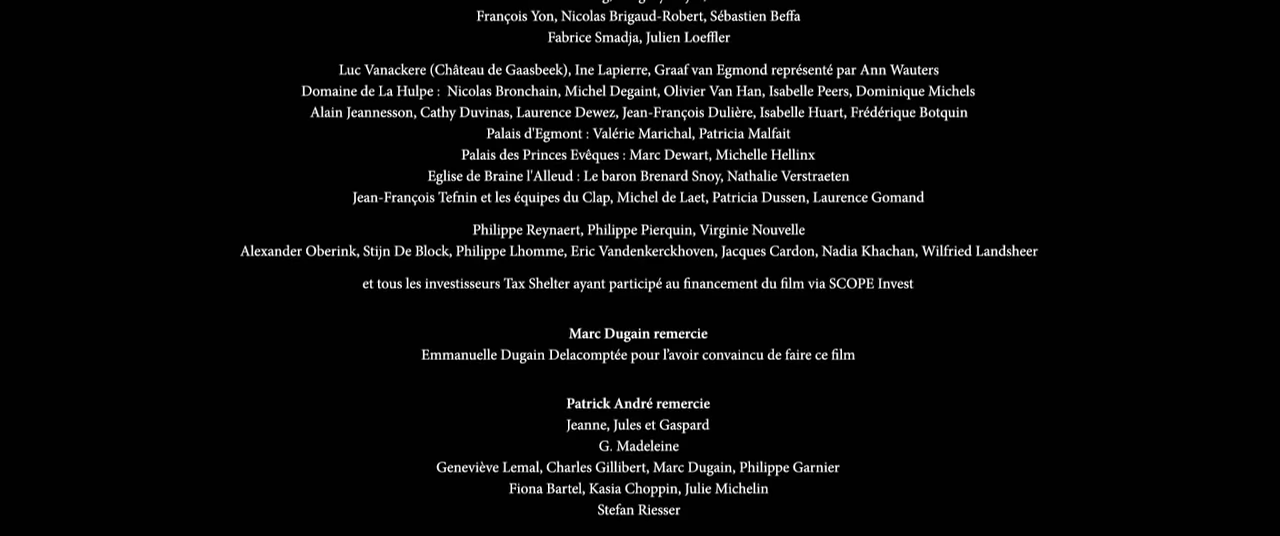 François Yon, Nicolas Brigaud-Robert, Sébastien Beffa
Fabrice Smadja, Julien Loeffler
Luc Vanackere (Château de Gaasbeek), Ine Lapierre, Graaf van Egmond représenté par Ann Wauters
Domaine de La Hulpe : Nicolas Bronchain, Michel Degaint, Olivier Van Han, Isabelle Peers, Dominique Michels
Alain Jeannesson, Cathy Duvinas, Laurence Dewez, Jean-François Dulière, Isabelle Huart, Frédérique Botquin
Palais d'Egmont : Valérie Marichal, Patricia Malfait
Palais des Princes Evêques : Marc Dewart, Michelle Hellinx
Eglise de Braine l'Alleud : Le baron Brenard Snoy, Nathalie Verstraeten
Jean-François Tefnin et les équipes du Clap, Michel de Laet, Patricia Dussen, Laurence Gomand
Philippe Reynaert, Philippe Pierquin, Virginie Nouvelle
Alexander Oberink, Stijn De Block, Philippe Lhomme, Eric Vandenkerckhoven, Jacques Cardon, Nadia Khachan, Wilfried Landsheer
et tous les investisseurs Tax Shelter ayant participé au financement du film via SCOPE Invest
Marc Dugain remercie
Emmanuelle Dugain Delacomptée pour l'avoir convaincu de faire ce film
Patrick André remercie
Jeanne, Jules et Gaspard
G. Madeleine
Geneviève Lemal, Charles Gillibert, Marc Dugain, Philippe Garnier
Fiona Bartel, Kasia Choppin, Julie Michelin
Stefan Riesser